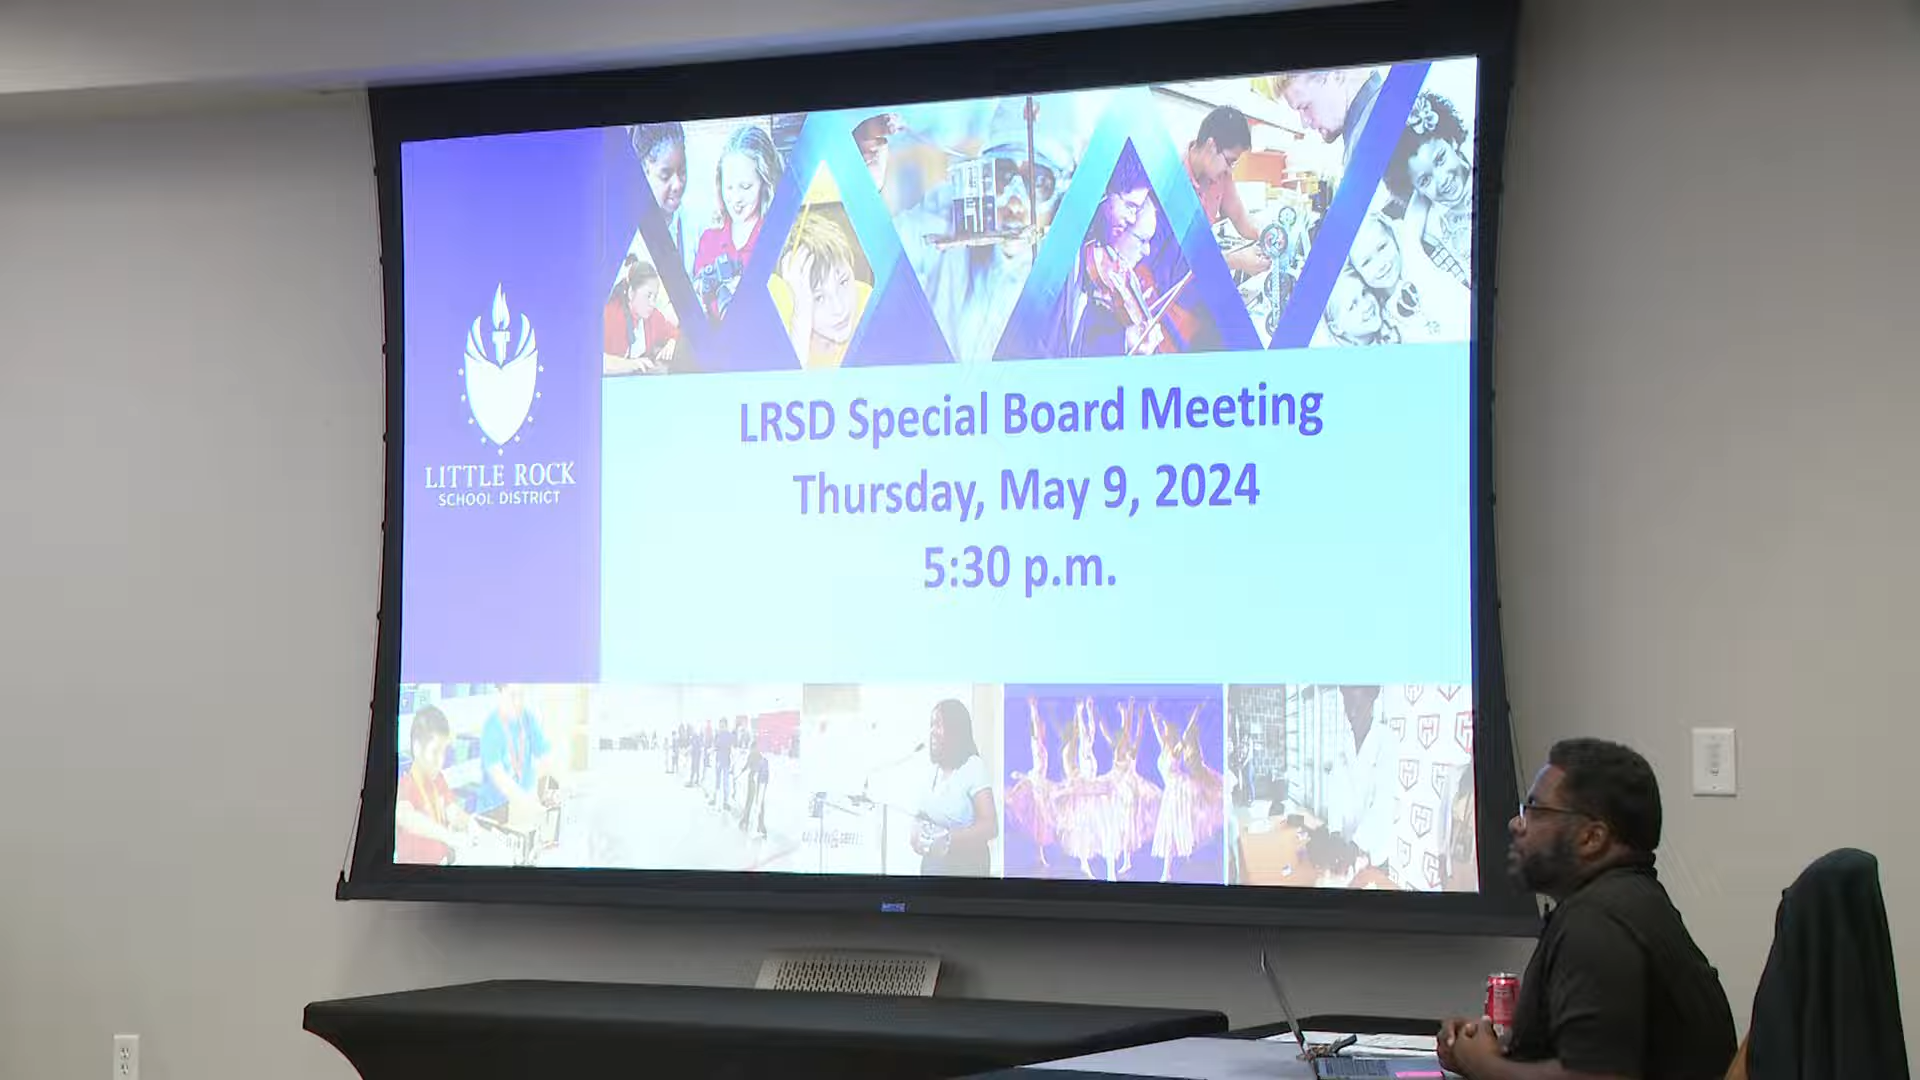 LRSD Special Board Meeting
Thursday, May 9, 2024
5:30 p.m.
LITTLE ROCK
SCHOOL DISTRICT